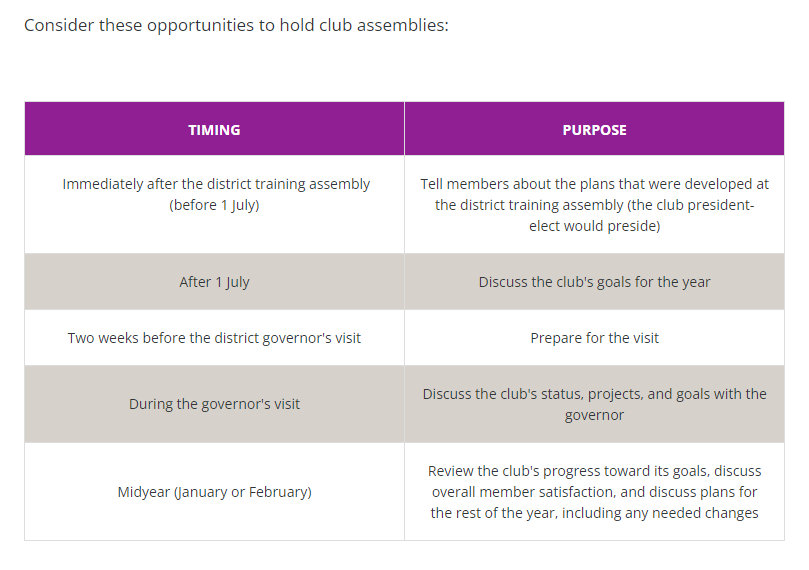 Consider these opportunities to hold club assemblies:
TIMING
PURPOSE
Immediately after the district training assembly
(before 1 July)
Tell members about the plans that were developed at
the district training assembly (the club president-
elect would preside)
After 1 July
Discuss the club's goals for the year
Two weeks before the district governor's visit
Prepare for the visit
During the governor's visit
Discuss the club's status, projects, and goals with the
governor
Midyear (January or February)
Review the club's progress toward its goals, discuss
overall member satisfaction, and discuss plans for
the rest of the year, including any needed changes